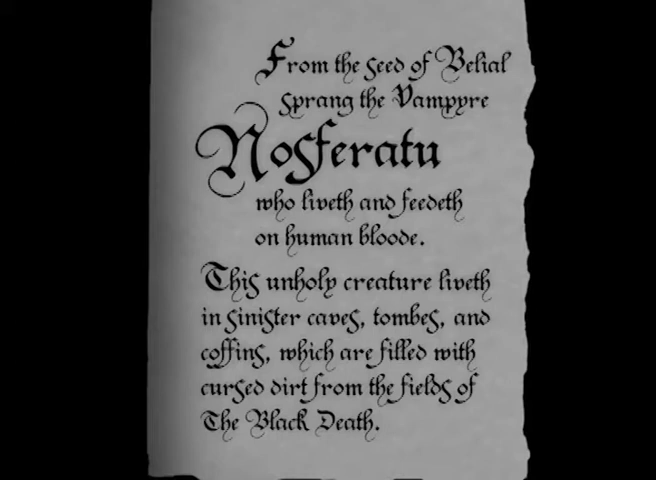 From the seed of Belial
sprang the Vampyre
Nosferatu
who liveth and feedeth
on human bloode.
This unholy creature liveth
in sinister caves, tombes, and
coffins, which are filled with
cursed dirt from the fields of
The Black Death.